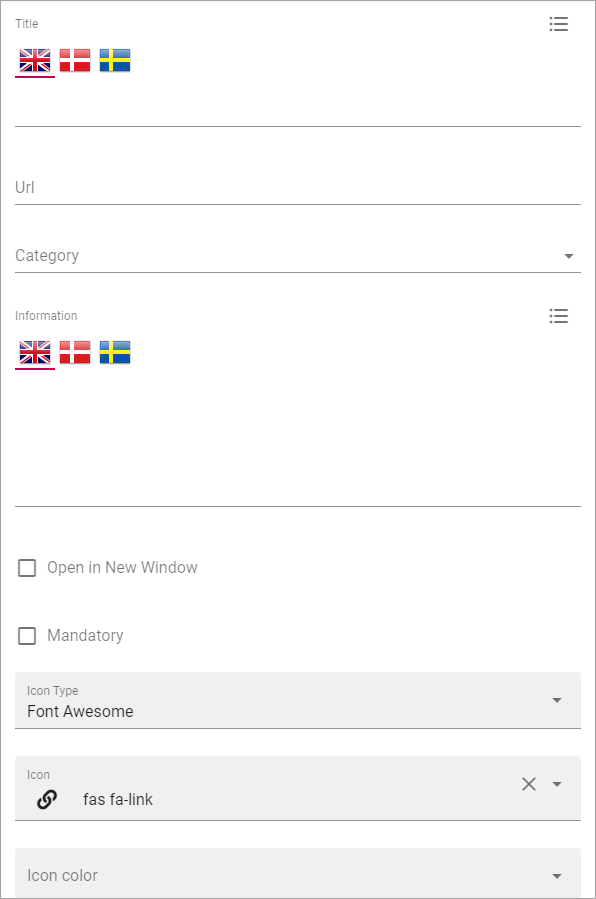 Title
Url
Category
Information
Open in New Window
Mandatory
Icon Type
Font Awesome
Icon
fas fa-link
Icon color